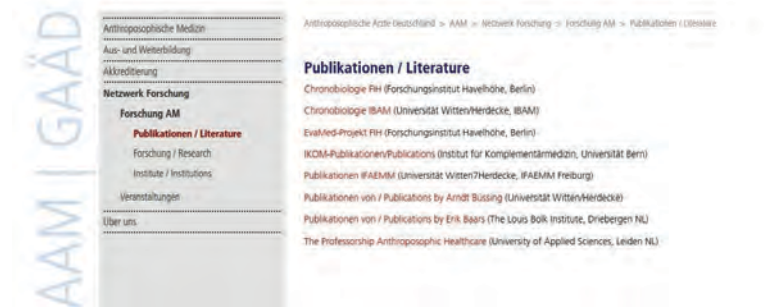 AAM | GAÄD
Anthroposophische Medizin
Aus- und Weiterbildung
Akkreditierung
Netzwerk Forschung
Forschung AM
Publikationen / Literature
Forschung / Research
Institute / Institutions
Veranstaltungen
Über uns
Anthroposophische Ärzte Deutschland > AAM > Netzwerk Forschung > Forschung AM > Publikationen / Literature
Publikationen / Literature
Chronobiologie FIH (Forschungsinstitut Havelhöhe, Berlin)
Chronobiologie IBAM (Universität Witten/Herdecke, IBAM)
EvaMed-Projekt FIH (Forschungsinstitut Havelhöhe, Berlin)
IKOM-Publikationen/Publications (Institut für Komplementärmedizin, Universität Bern)
Publikationen IFAEMM (Universität Witten7Herdecke, IFAEMM Freiburg)
Publikationen von / Publications by Arndt Büssing (Universität Witten/Herdecke)
Publikationen von / Publications by Erik Baars (The Louis Bolk Institute, Driebergen NL)
The Professorship Anthroposophic Healthcare (University of Applied Sciences, Leiden NL)